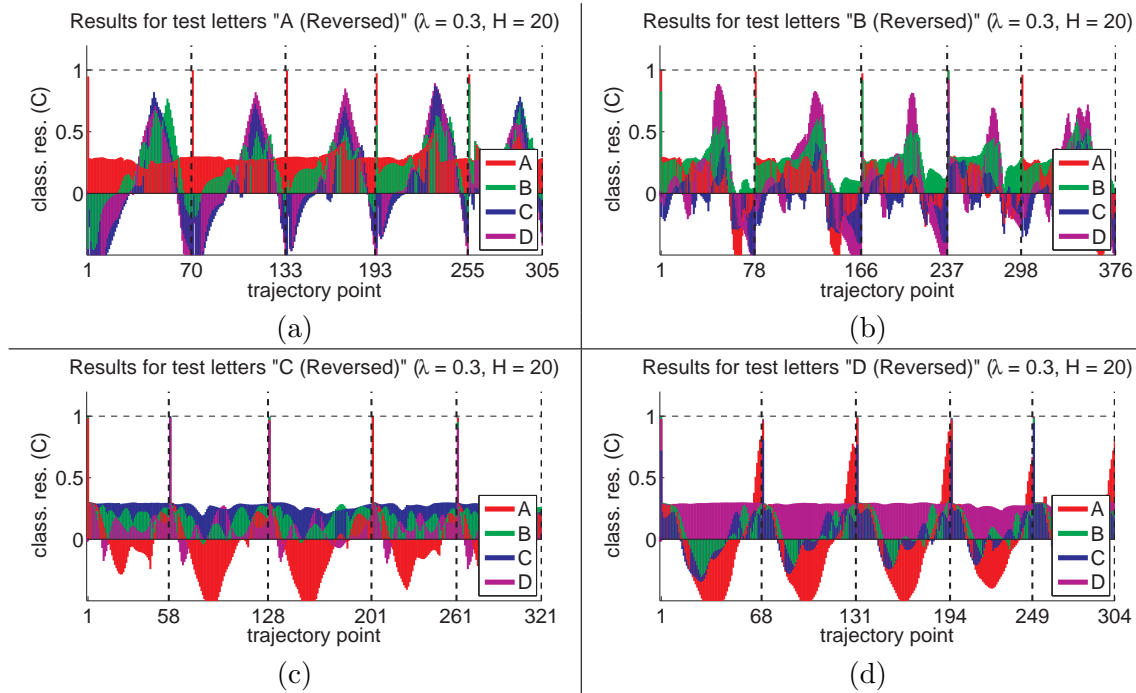 Results for test letters "A (Reversed)" (λ = 0.3, H = 20)
class. res. (C)
1
0.5
0
A
B
C
D
1 70 133 193 255 305
trajectory point
(a)
Results for test letters "B (Reversed)" (λ = 0.3, H = 20)
class. res. (C)
1
0.5
0
A
B
C
D
1 78 166 237 298 376
trajectory point
(b)
Results for test letters "C (Reversed)" (λ = 0.3, H = 20)
class. res. (C)
1
0.5
0
A
B
C
D
1 58 128 201 261 321
trajectory point
(c)
Results for test letters "D (Reversed)" (λ = 0.3, H = 20)
class. res. (C)
1
0.5
0
A
B
C
D
1 68 131 194 249 304
trajectory point
(d)